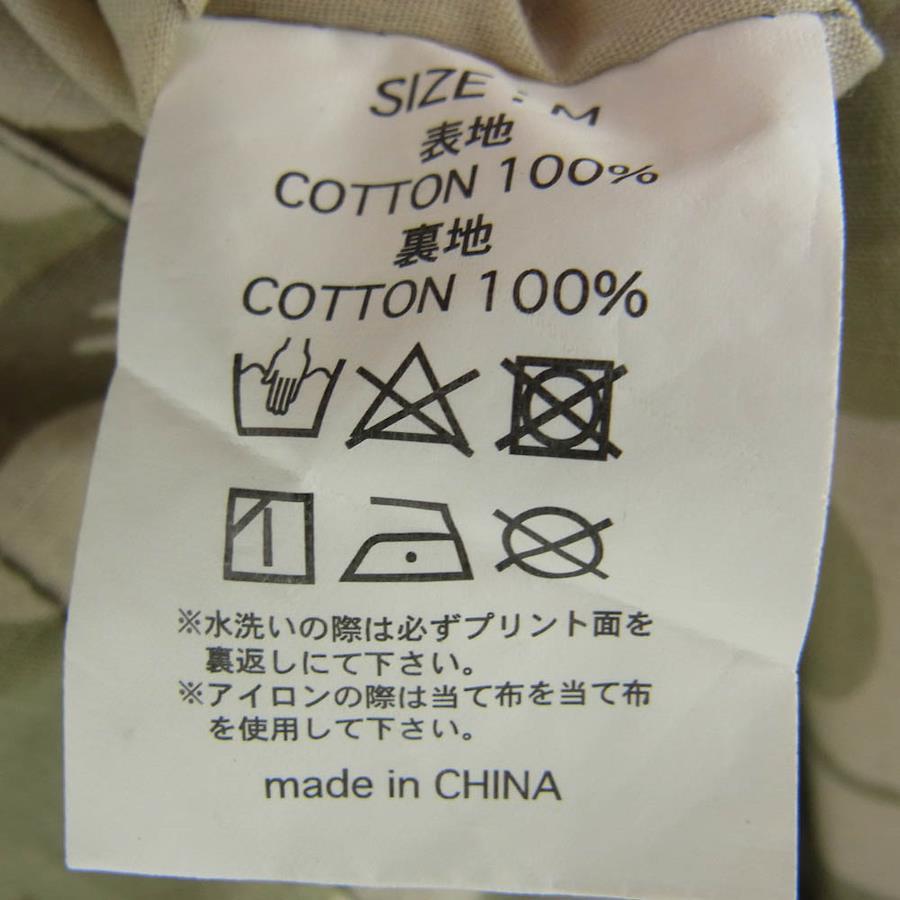 SIZE : M
表地
COTTON 100%
裏地
COTTON 100%
※水洗いの際は必ずプリント面を
裏返しにて下さい。
※アイロンの際は当て布を当て布
を使用して下さい。
made in CHINA